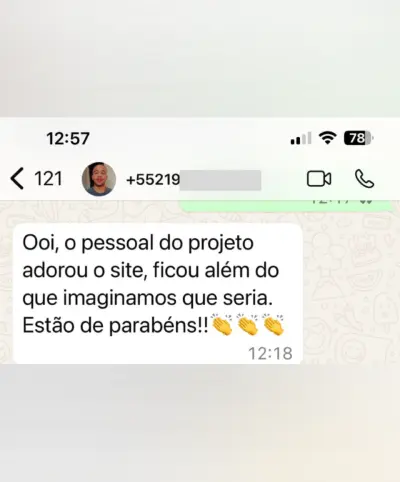 12:57
78
121
+55219
Ooi, o pessoal do projeto
adorou o site, ficou além do
que imaginamos que seria.
Estão de parabéns!!👏👏👏
12:18